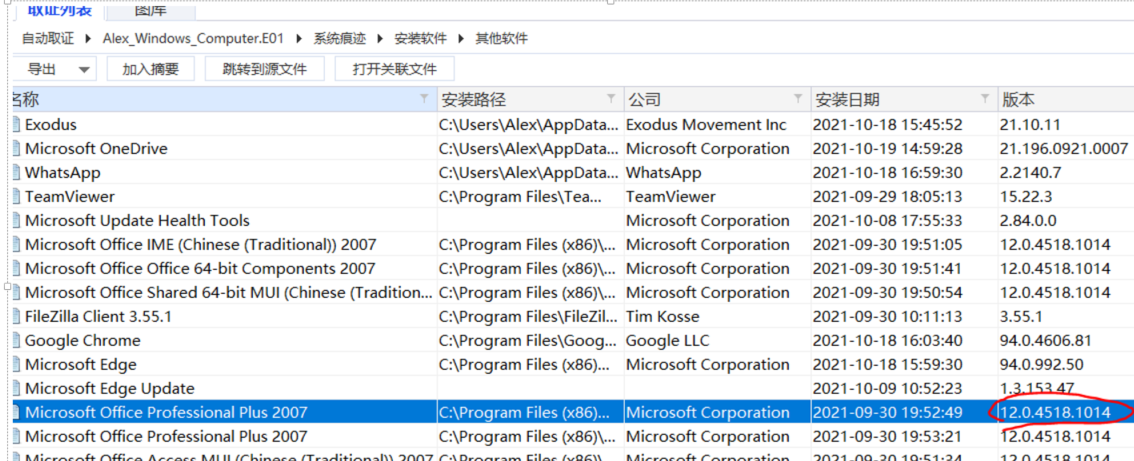 取证列表 图库
自动取证 Alex_Windows_Computer.E01 系统痕迹 安装软件 其他软件
导出 加入摘要 跳转到源文件 打开关联文件
名称 安装路径 公司 安装日期 版本
Exodus C:\Users\Alex\AppData... Exodus Movement Inc 2021-10-18 15:45:52 21.10.11
Microsoft OneDrive C:\Users\Alex\AppData... Microsoft Corporation 2021-10-19 14:59:28 21.196.0921.0007
WhatsApp C:\Users\Alex\AppData... WhatsApp 2021-10-18 16:59:30 2.2140.7
TeamViewer C:\Program Files\Tea... TeamViewer 2021-09-29 18:05:13 15.22.3
Microsoft Update Health Tools Microsoft Corporation 2021-10-08 17:55:33 2.84.0.0
Microsoft Office IME (Chinese (Traditional)) 2007 C:\Program Files (x86)\... Microsoft Corporation 2021-09-30 19:51:05 12.0.4518.1014
Microsoft Office Office 64-bit Components 2007 C:\Program Files (x86)\... Microsoft Corporation 2021-09-30 19:51:41 12.0.4518.1014
Microsoft Office Shared 64-bit MUI (Chinese (Tradition... C:\Program Files (x86)\... Microsoft Corporation 2021-09-30 19:50:54 12.0.4518.1014
FileZilla Client 3.55.1 C:\Program Files\FileZil... Tim Kosse 2021-09-30 10:11:13 3.55.1
Google Chrome C:\Program Files\Goog... Google LLC 2021-10-18 16:03:40 94.0.4606.81
Microsoft Edge C:\Program Files (x86)... Microsoft Corporation 2021-10-18 15:59:30 94.0.992.50
Microsoft Edge Update 2021-10-09 10:52:23 1.3.153.47
Microsoft Office Professional Plus 2007 C:\Program Files (x86)... Microsoft Corporation 2021-09-30 19:52:49 12.0.4518.1014
Microsoft Office Professional Plus 2007 C:\Program Files (x86)... Microsoft Corporation 2021-09-30 19:53:21 12.0.4518.1014
Microsoft Office Access MUI (Chinese (Traditional)) 2007 C:\Program Files (x86)\... Microsoft Corporation 2021-09-30 19:51:34 12.0.4518.1014